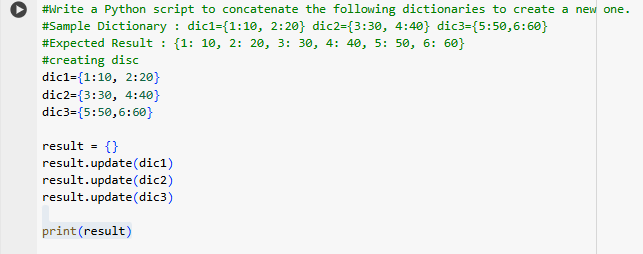 #Write a Python script to concatenate the following dictionaries to create a new one.
#Sample Dictionary : dic1={1:10, 2:20} dic2={3:30, 4:40} dic3={5:50,6:60}
#Expected Result : {1: 10, 2: 20, 3: 30, 4: 40, 5: 50, 6: 60}
#creating disc
dic1={1:10, 2:20}
dic2={3:30, 4:40}
dic3={5:50,6:60}
result = {}
result.update(dic1)
result.update(dic2)
result.update(dic3)
print(result)